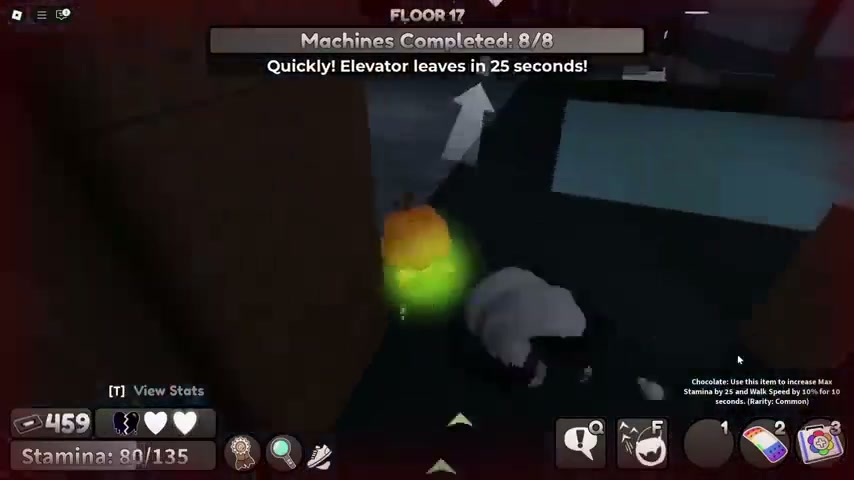 FLOOR 17
Machines Completed: 8/8
Quickly! Elevator leaves in 25 seconds!
Chocolate: Use this item to increase Max
Stamina by 25 and Walk Speed by 10% for 10
seconds. (Rarity: Common)
[T] View Stats
459
Stamina: 80/135
Q
F
1
2
3